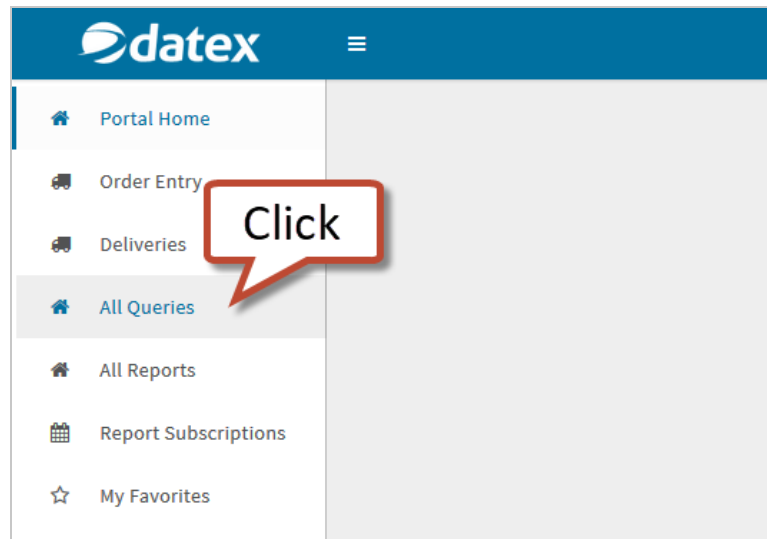 datex
Portal Home
Order Entry
Click
Deliveries
All Queries
All Reports
Report Subscriptions
My Favorites